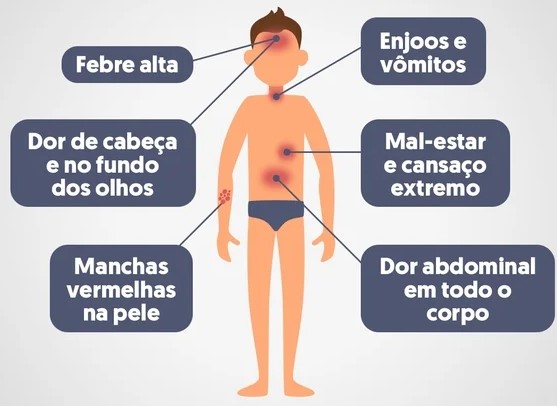 Febre alta
Enjoos e
vômitos
Dor de cabeça
e no fundo
dos olhos
Mal-estar
e cansaço
extremo
Manchas
vermelhas
na pele
Dor abdominal
em todo o
corpo